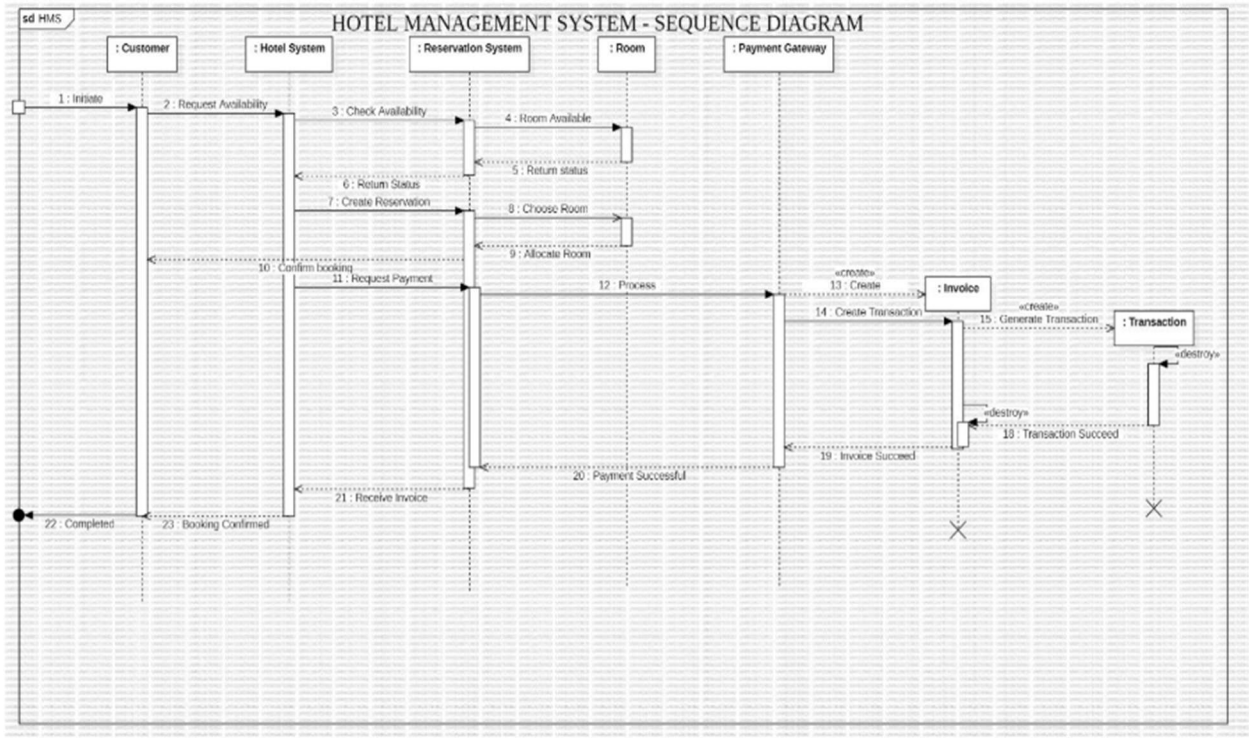 sd HMS
HOTEL MANAGEMENT SYSTEM - SEQUENCE DIAGRAM
: Customer
: Hotel System
: Reservation System
: Room
: Payment Gateway
1 : Initiate
2 : Request Availability
3 : Check Availability
4 : Room Available
5 : Return status
6 : Return Status
7 : Create Reservation
8 : Choose Room
9 : Allocate Room
10 : Confirm booking
11 : Request Payment
12 : Process
«create»
13 : Create
: Invoice
14 : Create Transaction
«create»
15 : Generate Transaction
: Transaction
«destroy»
«destroy»
18 : Transaction Succeed
19 : Invoice Succeed
20 : Payment Successful
21 : Receive Invoice
22 : Completed
23 : Booking Confirmed